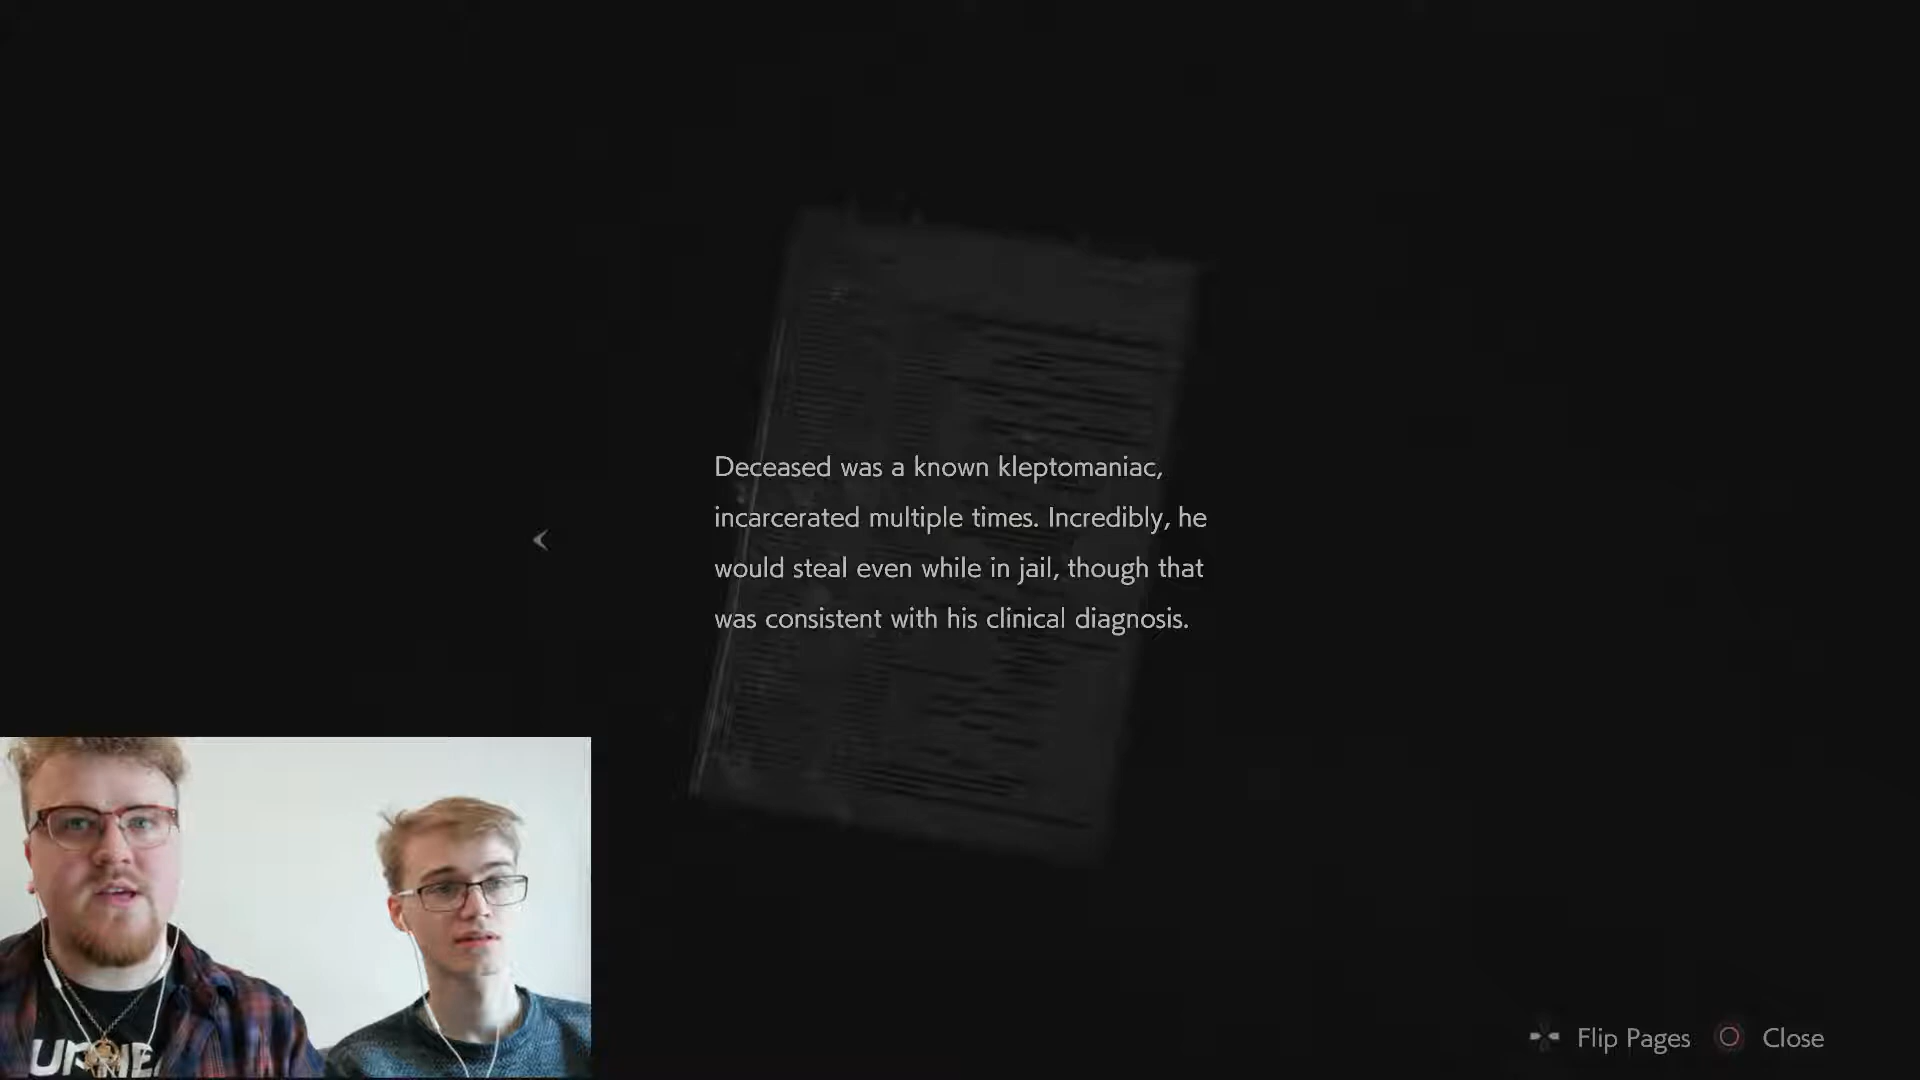 Deceased was a known kleptomaniac,
incarcerated multiple times. Incredibly, he
would steal even while in jail, though that
was consistent with his clinical diagnosis.
Flip Pages
Close